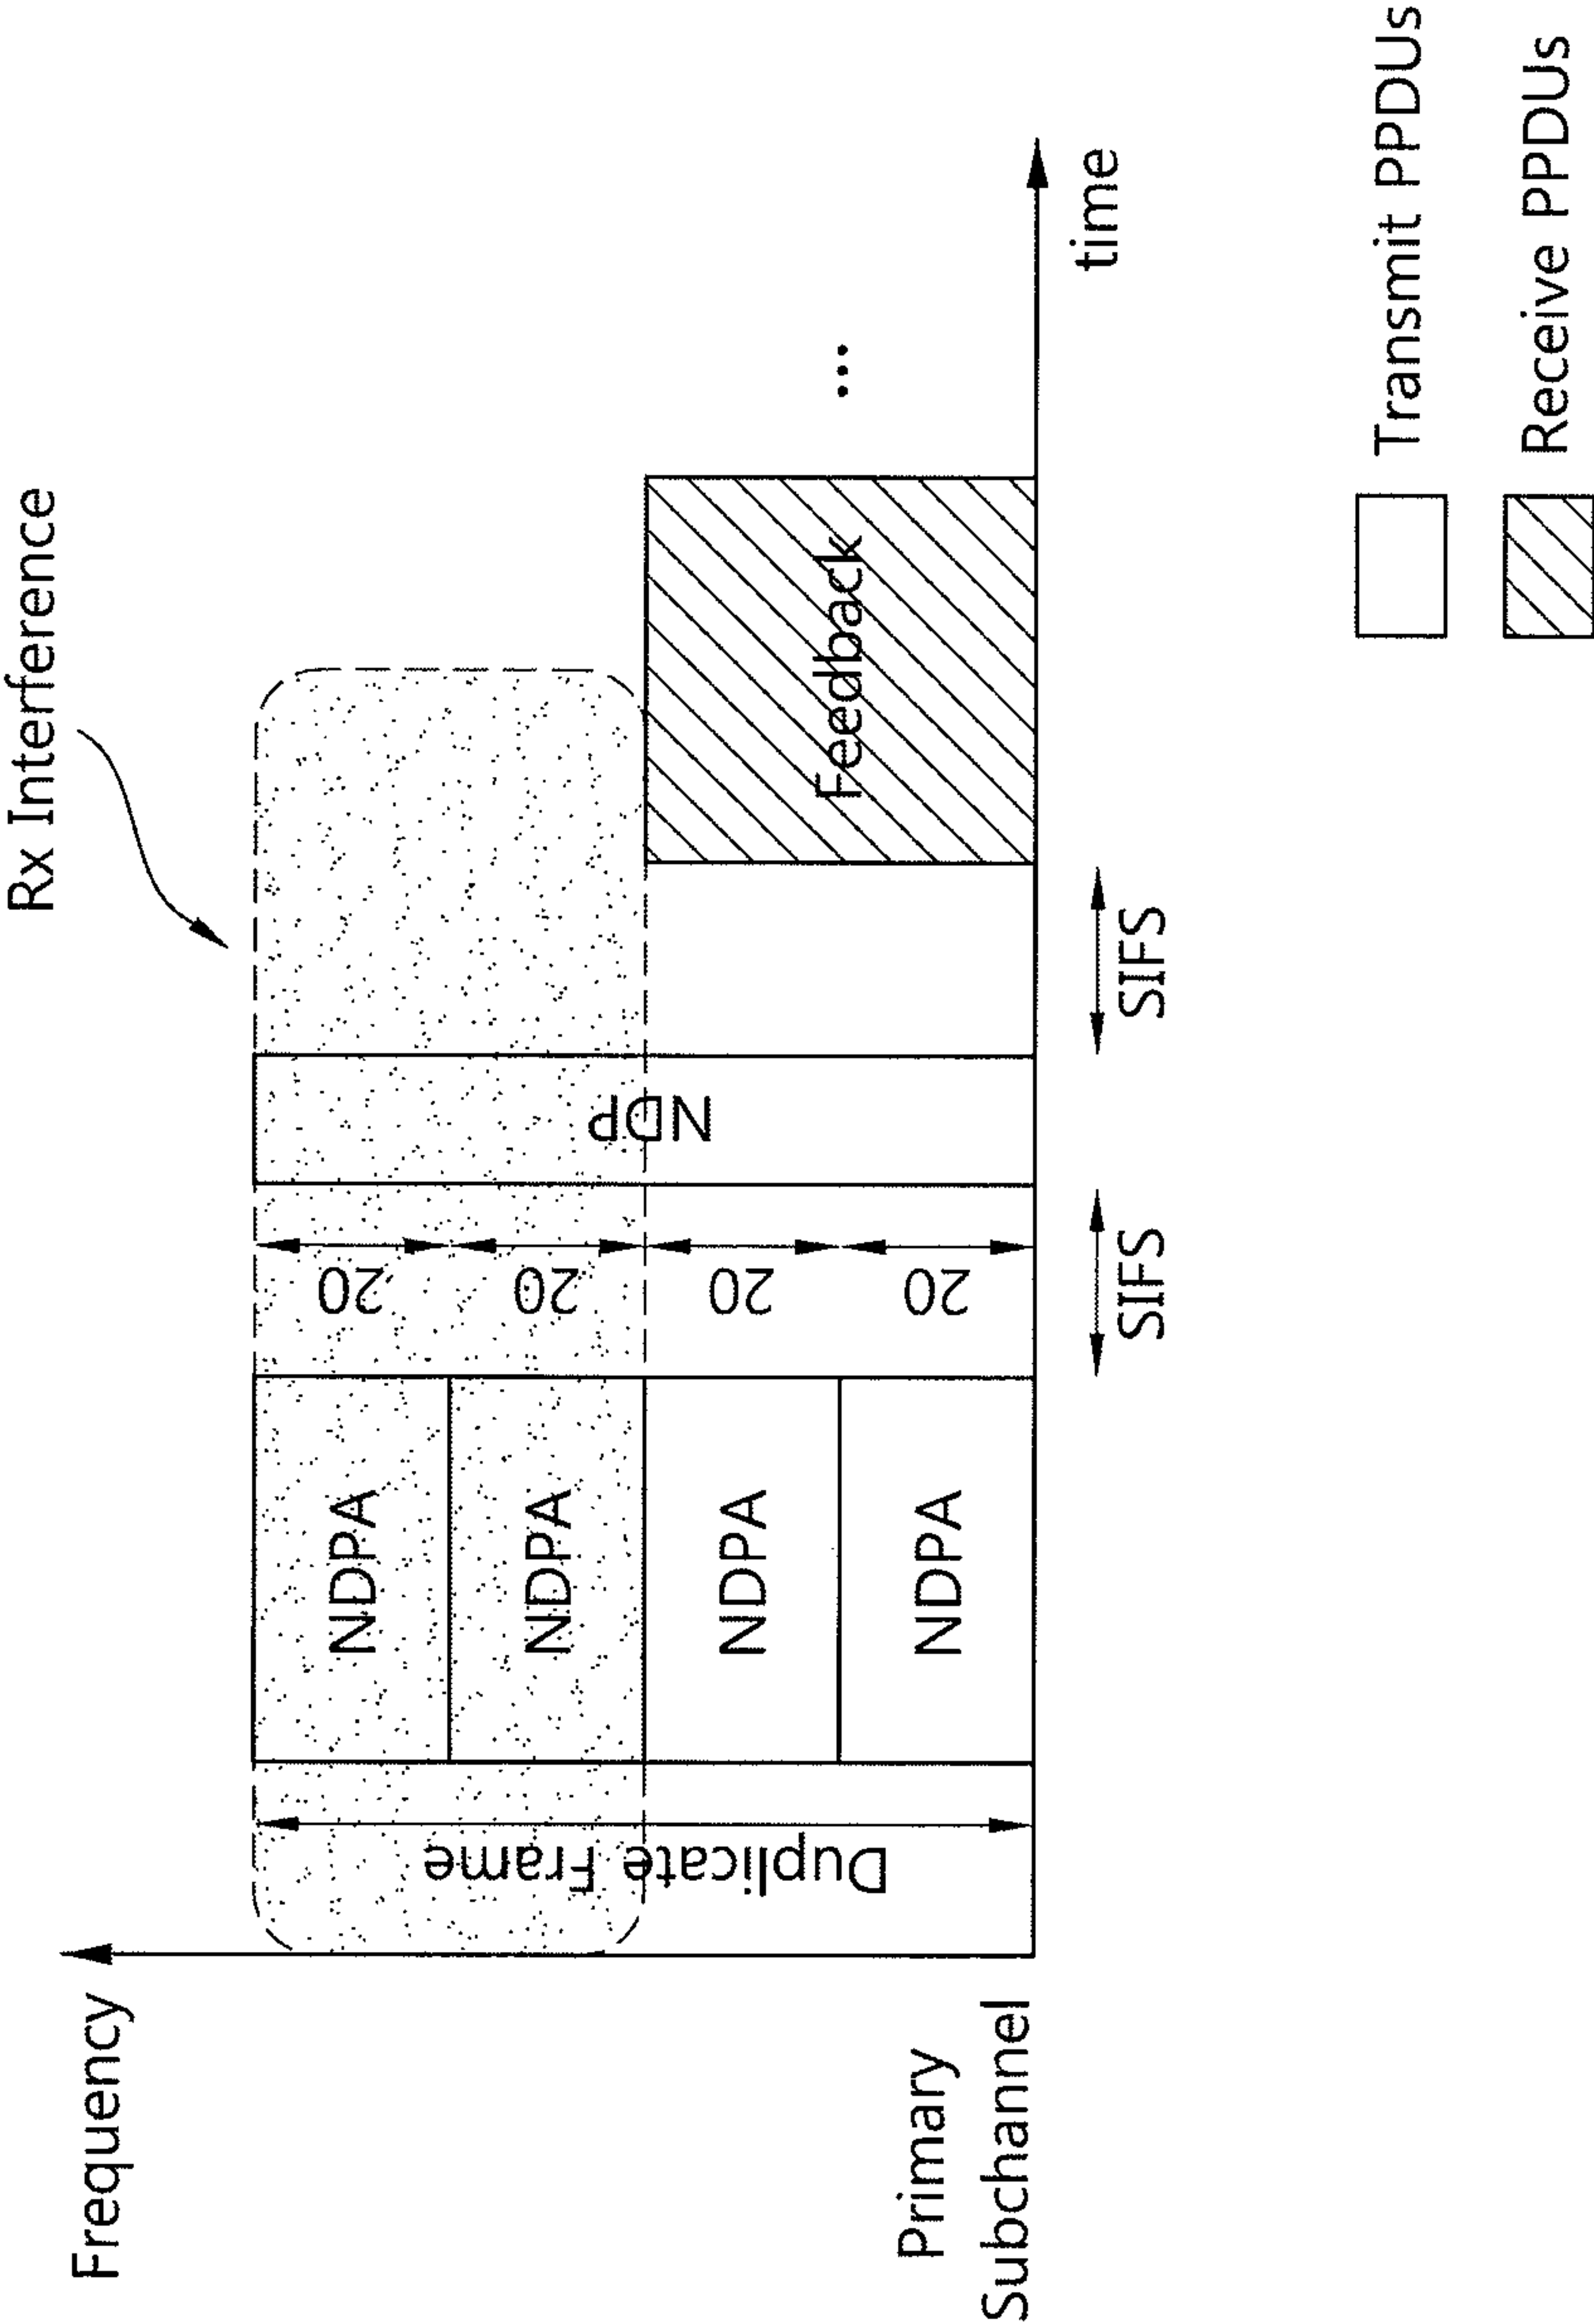 Rx Interference
Frequency
Duplicate Frame
NDPA
NDPA
NDPA
NDPA
20
20
20
20
NDP
Feedback
...
Primary
Subchannel
SIFS
SIFS
time
Transmit PPDUs
Receive PPDUs